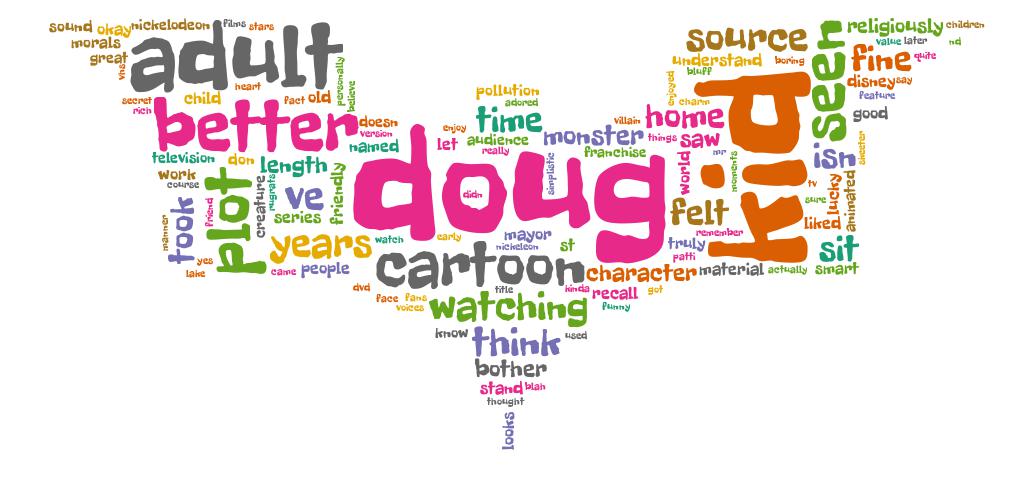 sound
okay
nickelodeon
films
stars
morals
great
vhs
adult
secret
rich
child
heart
fact
old
personally
believe
better
doesn
version
named
television
don
length
work
course
plot
creature
rugrats
ve
series
friendly
took
manner
friend
yes
lake
years
came
people
watch
early
doug
didn
enjoy
let
pollution
adored
time
audience
really
simplistic
monster
franchise
villain
home
things
saw
world
source
understand
boring
bluff
enjoyed
charm
kid
mr
moments
seen
religiously
children
value
later
nd
fine
quite
disney
say
feature
good
isn
skeeter
tv
lucky
sure
animated
liked
sit
smart
felt
remember
truly
patti
mayor
nickeleon
st
cartoon
character
material
actually
title
kinda
recall
got
funny
dvd
face
fans
voices
watching
know
think
used
bother
stand
blah
thought
looks